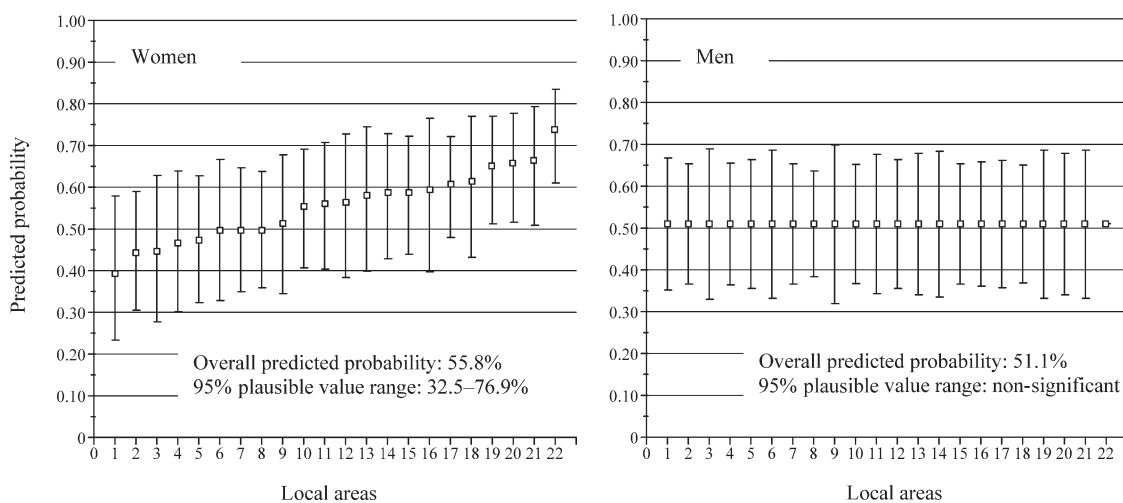 Women
Predicted probability
1.00
0.90
0.80
0.70
0.60
0.50
0.40
0.30
0.20
0.10
0
Overall predicted probability: 55.8%
95% plausible value range: 32.5–76.9%
0 1 2 3 4 5 6 7 8 9 10 11 12 13 14 15 16 17 18 19 20 21 22
Local areas
Men
1.00
0.90
0.80
0.70
0.60
0.50
0.40
0.30
0.20
0.10
0
Overall predicted probability: 51.1%
95% plausible value range: non-significant
0 1 2 3 4 5 6 7 8 9 10 11 12 13 14 15 16 17 18 19 20 21 22
Local areas